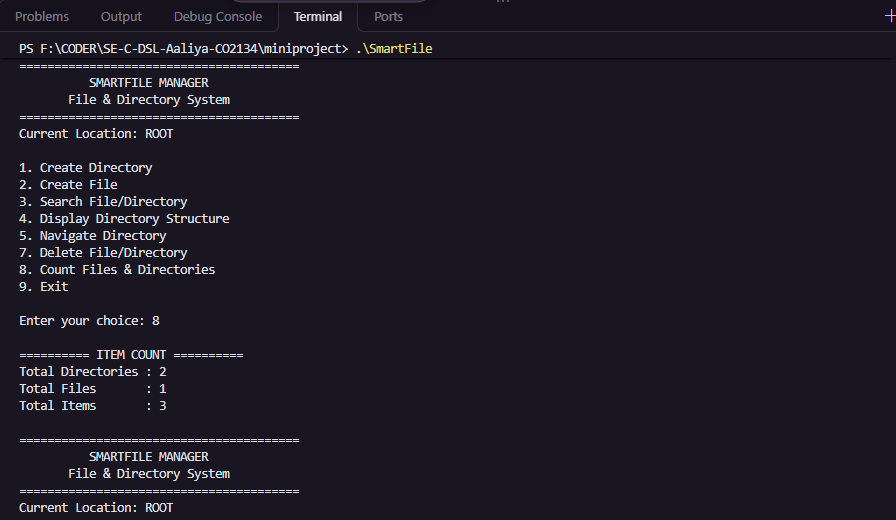 Problems Output Debug Console Terminal Ports
PS F:\CODER\SE-C-DSL-Aaliya-CO2134\miniproject> .\SmartFile
========================================
SMARTFILE MANAGER
File & Directory System
========================================
Current Location: ROOT
1. Create Directory
2. Create File
3. Search File/Directory
4. Display Directory Structure
5. Navigate Directory
7. Delete File/Directory
8. Count Files & Directories
9. Exit
Enter your choice: 8
========== ITEM COUNT ==========
Total Directories : 2
Total Files : 1
Total Items : 3
========================================
SMARTFILE MANAGER
File & Directory System
========================================
Current Location: ROOT